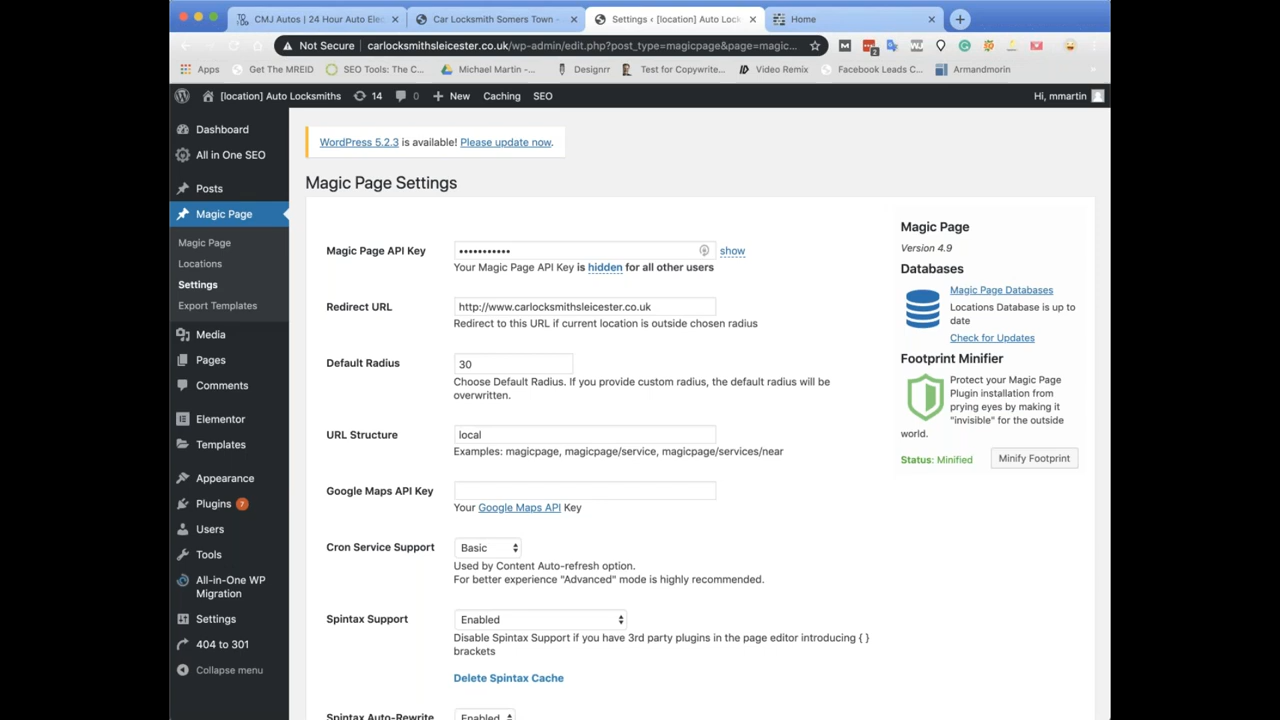 CMJ Autos | 24 Hour Auto Elec
Car Locksmith Somers Town -
Settings ‹ [location] Auto Lock
Home
Not Secure
carlocksmithsleicester.co.uk/wp-admin/edit.php?post_type=magicpage&page=magic...
Apps
Get The MREID
SEO Tools: The C...
Michael Martin –...
Designrr
Test for Copywrite...
Video Remix
Facebook Leads C...
Armandmorin
[location] Auto Locksmiths
14
0
New
Caching
SEO
Hi, mmartin
Dashboard
All in One SEO
Posts
Magic Page
Magic Page
Locations
Settings
Export Templates
Media
Pages
Comments
Elementor
Templates
Appearance
Plugins 7
Users
Tools
All-in-One WP
Migration
Settings
404 to 301
Collapse menu
WordPress 5.2.3 is available! Please update now.
Magic Page Settings
Magic Page API Key
••••••••••• show
Your Magic Page API Key is hidden for all other users
Redirect URL
http://www.carlocksmithsleicester.co.uk
Redirect to this URL if current location is outside chosen radius
Default Radius
30
Choose Default Radius. If you provide custom radius, the default radius will be
overwritten.
URL Structure
local
Examples: magicpage, magicpage/service, magicpage/services/near
Google Maps API Key
Your Google Maps API Key
Cron Service Support
Basic
Used by Content Auto-refresh option.
For better experience "Advanced" mode is highly recommended.
Spintax Support
Enabled
Disable Spintax Support if you have 3rd party plugins in the page editor introducing { }
brackets
Delete Spintax Cache
Spintax Auto-Rewrite
Enabled
Magic Page
Version 4.9
Databases
Magic Page Databases
Locations Database is up to
date
Check for Updates
Footprint Minifier
Protect your Magic Page
Plugin installation from
prying eyes by making it
"invisible" for the outside
world.
Status: Minified
Minify Footprint